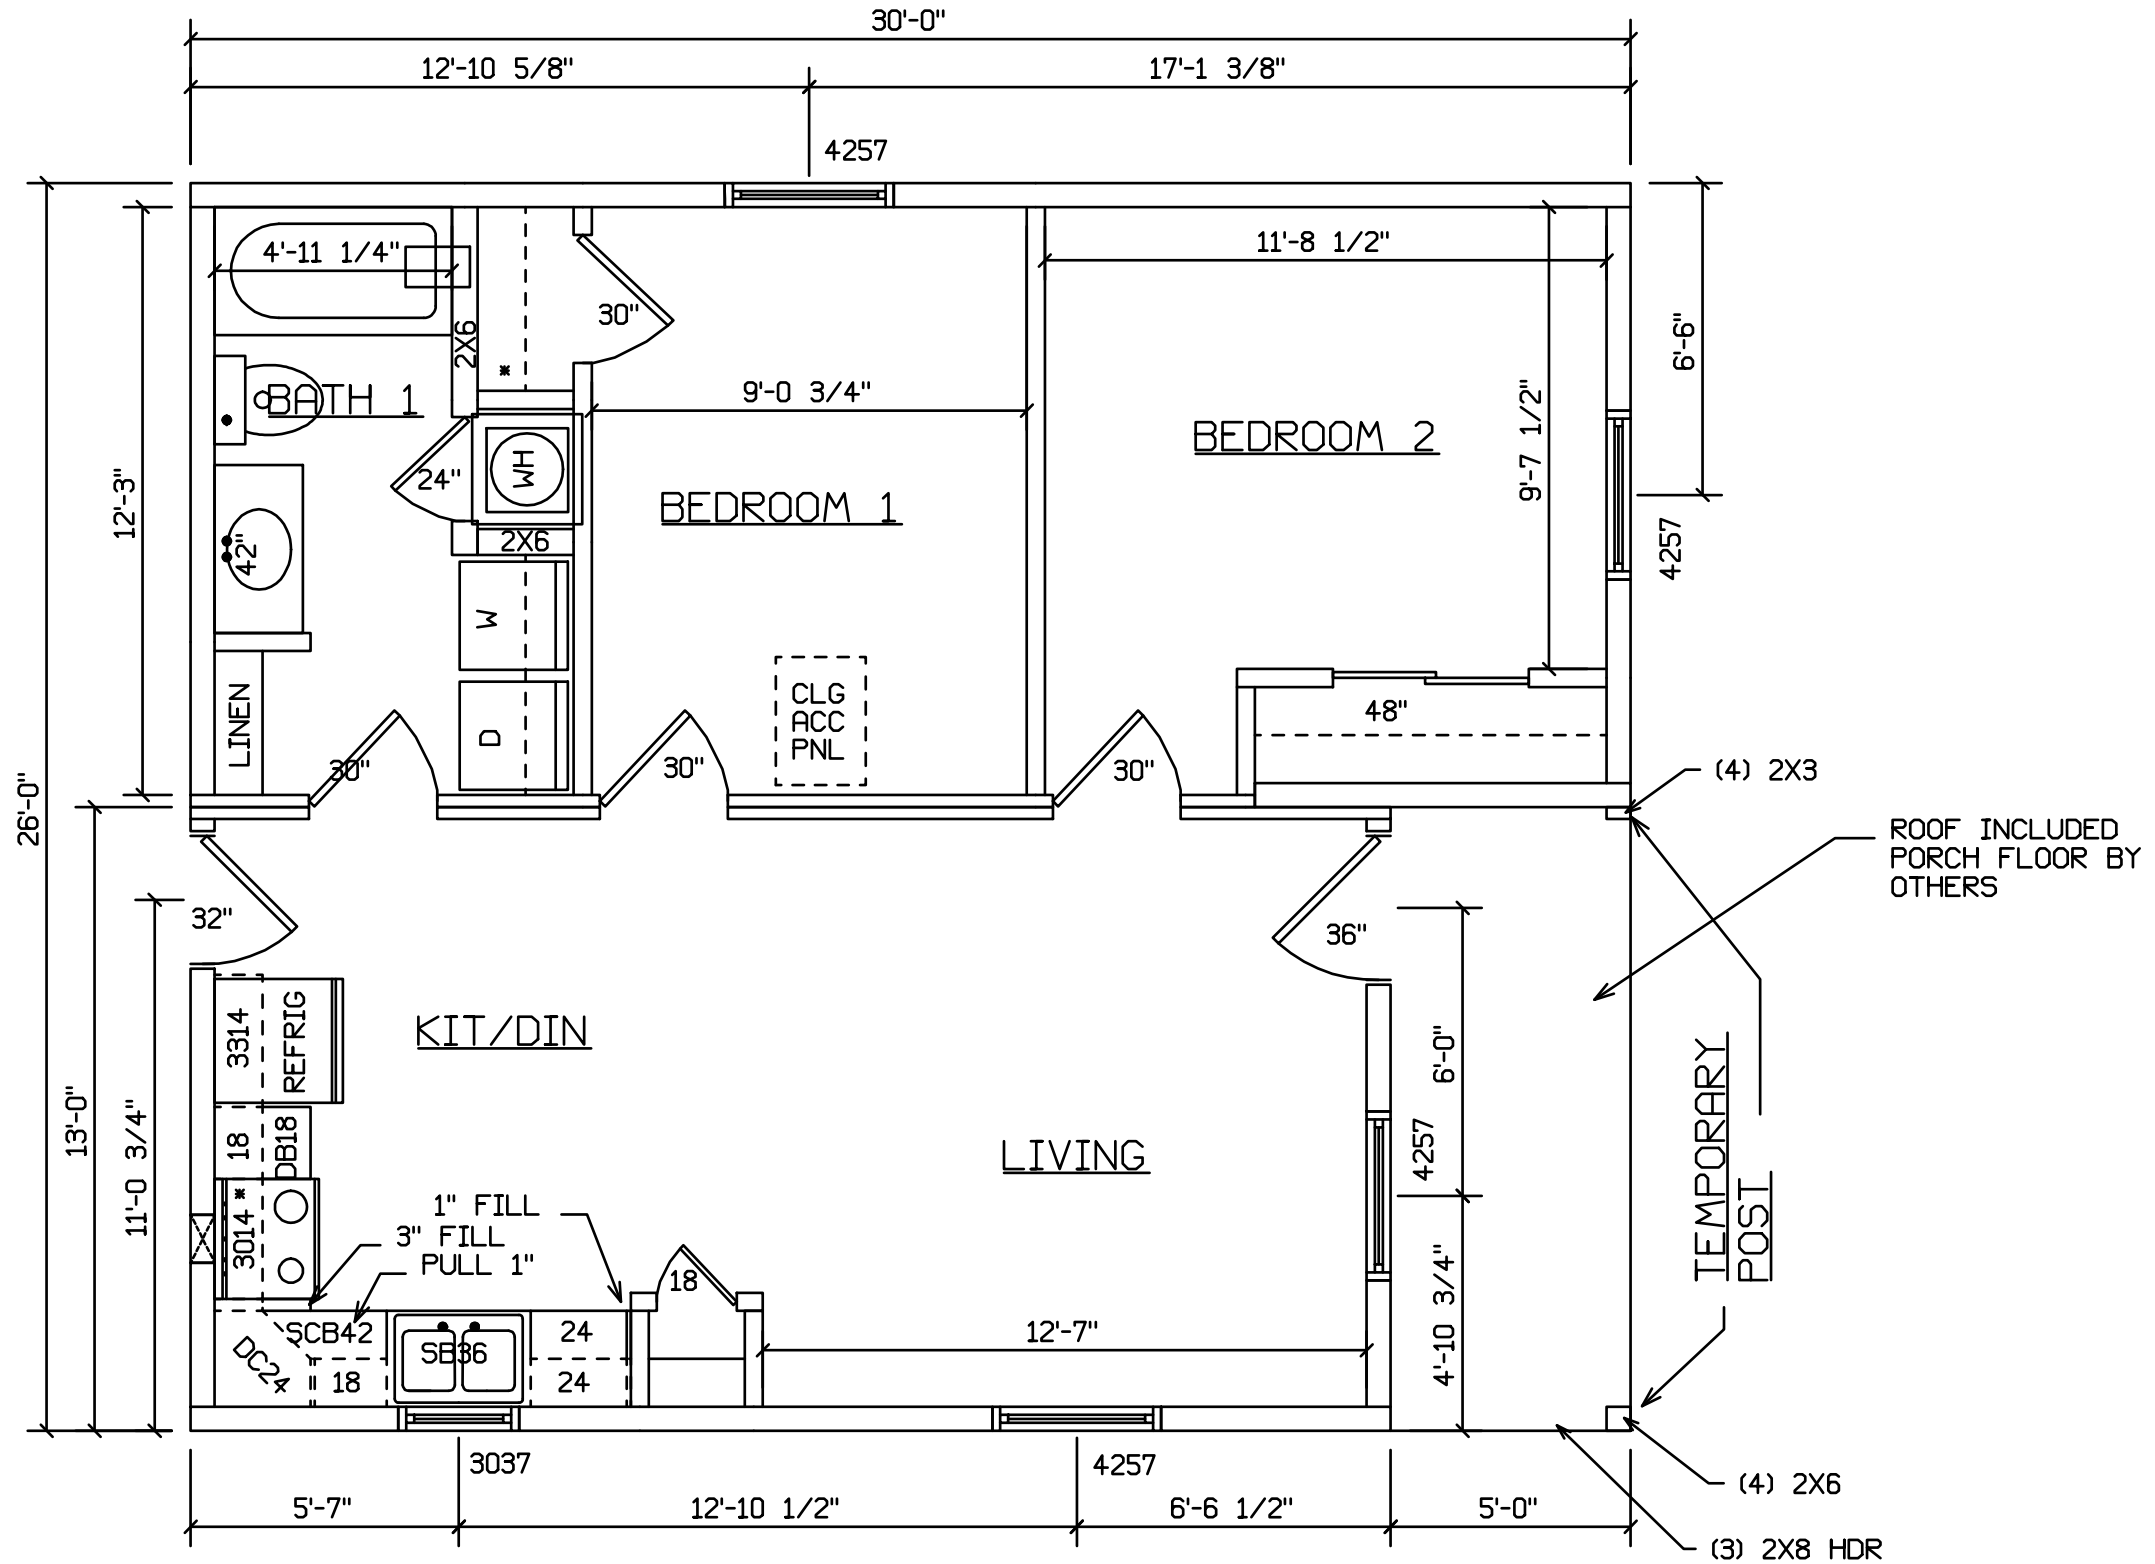 30'-0"
12'-10 5/8"
17'-1 3/8"
4257
4'-11 1/4"
11'-8 1/2"
30"
2X6
6'-6"
*
BATH 1
9'-0 3/4"
BEDROOM 2
9'-7 1/2"
12'-3"
24"
WH
BEDROOM 1
42"
2X6
4257
W
CLG
ACC
PNL
LINEN
D
48"
30"
30"
30"
(4) 2X3
26'-0"
ROOF INCLUDED
PORCH FLOOR BY
OTHERS
32"
36"
KIT/DIN
3314
REFRIG
6'-0"
13'-0"
11'-0 3/4"
18
DB18
LIVING
4257
TEMPORARY
POST
1" FILL
3" FILL
PULL 1"
3014 *
18
4'-10 3/4"
SCB42
DC24
18
SB36
24
24
12'-7"
3037
4257
(4) 2X6
5'-7"
12'-10 1/2"
6'-6 1/2"
5'-0"
(3) 2X8 HDR